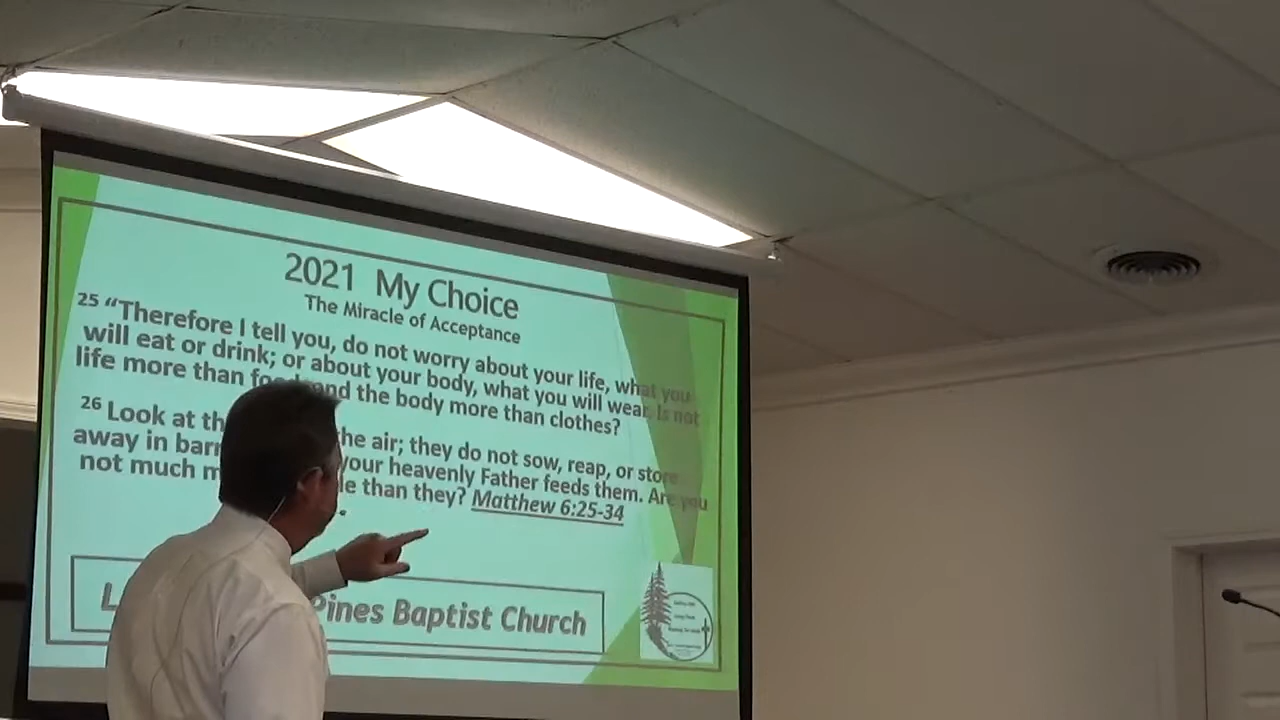 2021 My Choice
The Miracle of Acceptance
25 “Therefore I tell you, do not worry about your life, what you
will eat or drink; or about your body, what you will wear. Is not
life more than and the body more than clothes?
26 Look at the air; they do not sow, reap, or store
away in your heavenly Father feeds them. Are you
not much than they? Matthew 6:25-34
Pines Baptist Church